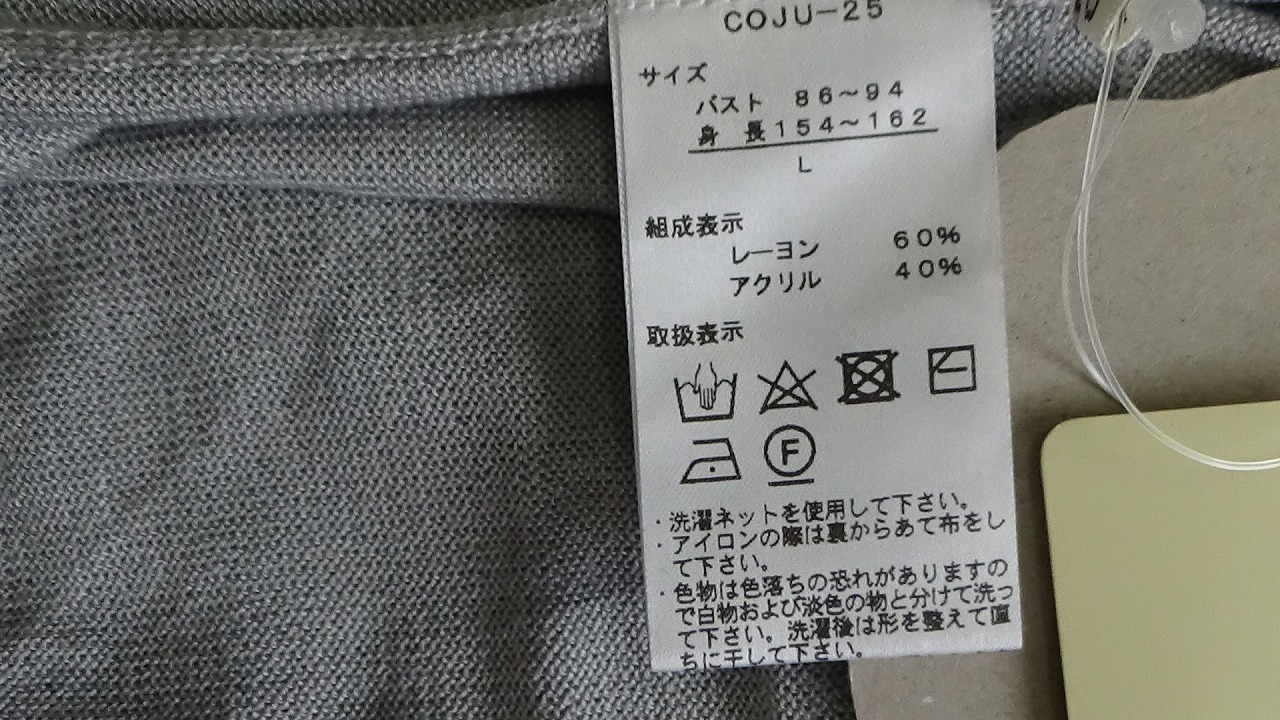 COJU-25
サイズ
バスト 86~94
身 長154~162
L
組成表示
レーヨン 60%
アクリル 40%
取扱表示
F
・洗濯ネットを使用して下さい。
・アイロンの際は裏からあて布をし
て下さい。
・色物は色落ちの恐れがありますの
で白物および淡色の物と分けて洗っ
て下さい。洗濯後は形を整えて直
ちに干して下さい。